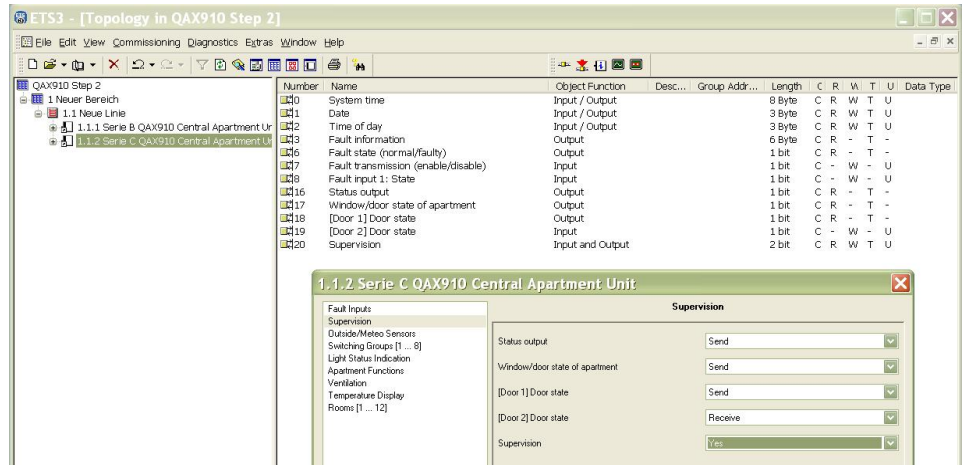 ETS3 - [Topology in QAX910 Step 2]
File Edit View Commissioning Diagnostics Extras Window Help
QAX910 Step 2
1 Neuer Bereich
1.1 Neue Linie
1.1.1 Serie B QAX910 Central Apartment Ur
1.1.2 Serie C QAX910 Central Apartment Ur
Number Name Object Function Desc... Group Addr... Length C R W T U Data Type
0 System time Input / Output 8 Byte C R W T U
1 Date Input / Output 3 Byte C R W T U
2 Time of day Input / Output 3 Byte C R W T U
3 Fault information Output 6 Byte C R - T -
6 Fault state (normal/faulty) Output 1 bit C R - T -
7 Fault transmission (enable/disable) Input 1 bit C - W - U
8 Fault input 1: State Input 1 bit C - W - U
16 Status output Output 1 bit C R - T -
17 Window/door state of apartment Output 1 bit C R - T -
18 [Door 1] Door state Output 1 bit C R - T -
19 [Door 2] Door state Input 1 bit C - W - U
20 Supervision Input and Output 2 bit C R W T U
1.1.2 Serie C QAX910 Central Apartment Unit
Fault Inputs
Supervision
Outside/Meteo Sensors
Switching Groups [1 ... 8]
Light Status Indication
Apartment Functions
Ventilation
Temperature Display
Rooms [1 ... 12]
Supervision
Status output Send
Window/door state of apartment Send
[Door 1] Door state Send
[Door 2] Door state Receive
Supervision Yes